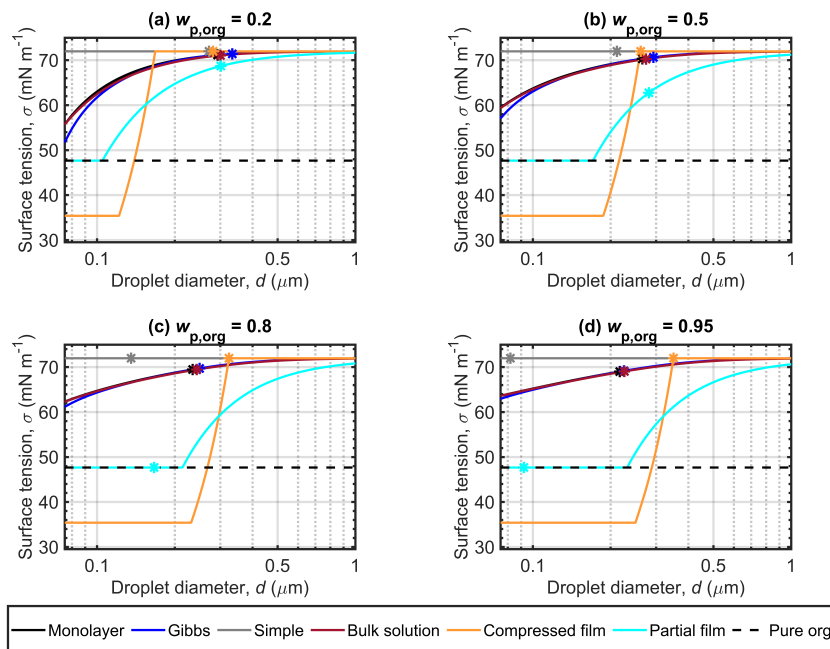 (a) w p,org = 0.2
(b) w p,org = 0.5
Surface tension, σ (mN m-1)
70
60
50
40
30
0.1
0.5
1
Droplet diameter, d (μm)
Surface tension, σ (mN m-1)
70
60
50
40
30
0.1
0.5
1
Droplet diameter, d (μm)
(c) w p,org = 0.8
(d) w p,org = 0.95
Surface tension, σ (mN m-1)
70
60
50
40
30
0.1
0.5
1
Droplet diameter, d (μm)
Surface tension, σ (mN m-1)
70
60
50
40
30
0.1
0.5
1
Droplet diameter, d (μm)
Monolayer Gibbs Simple Bulk solution Compressed film Partial film Pure org